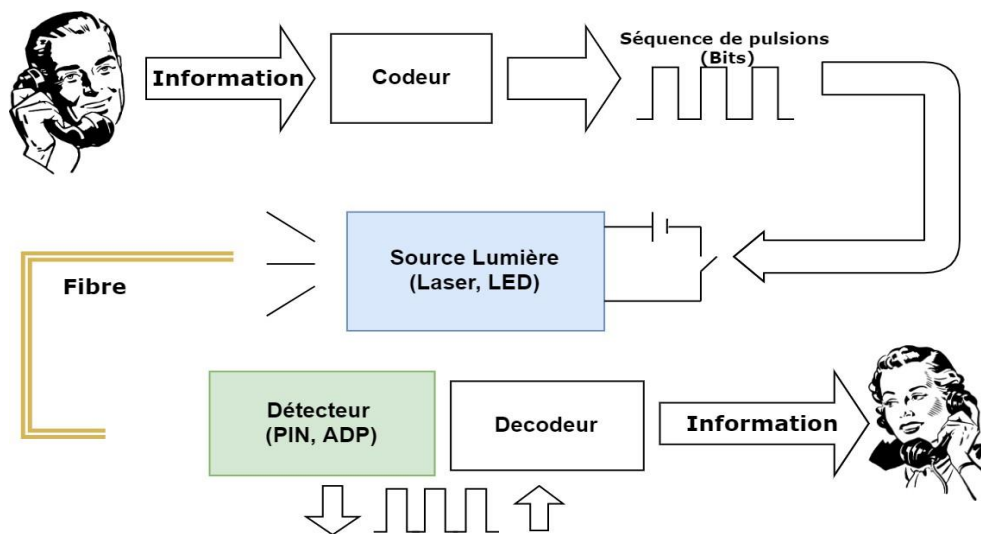 Information
Codeur
Séquence de pulsions
(Bits)
Source Lumière
(Laser, LED)
Fibre
Détecteur
(PIN, ADP)
Decodeur
Information